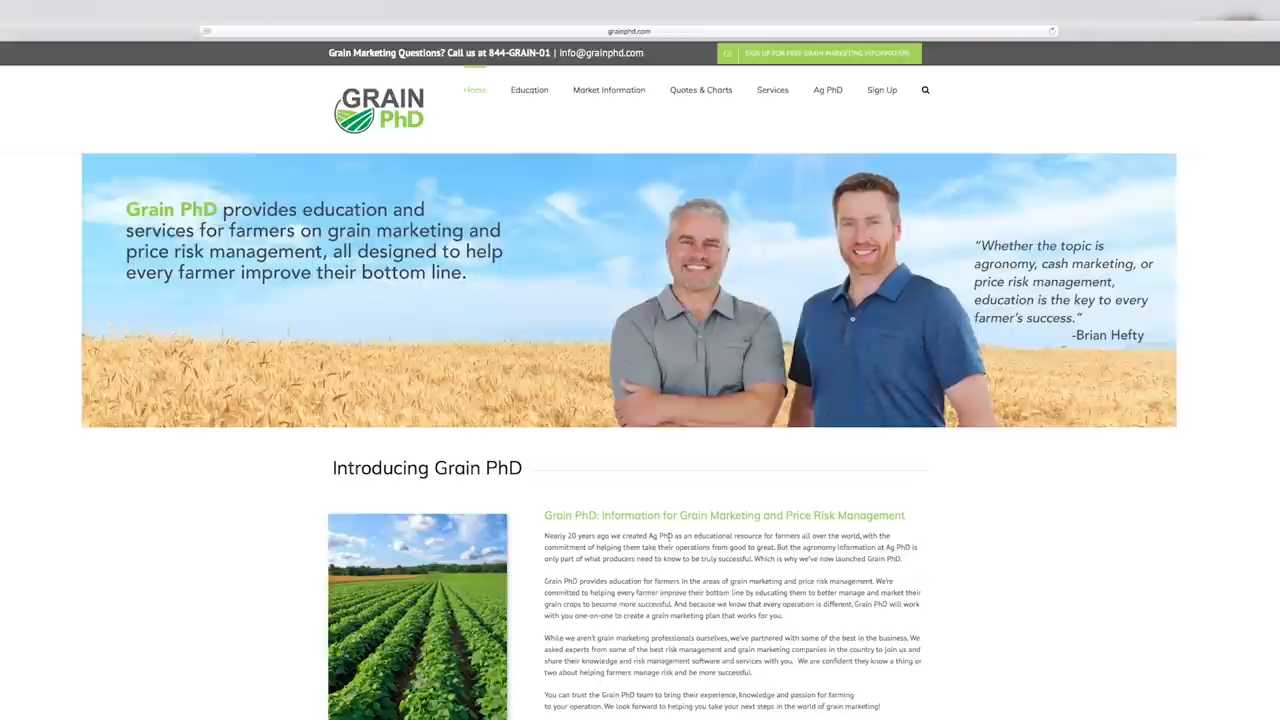 grainphd.com
Grain Marketing Questions? Call us at 844-GRAIN-01 | info@grainphd.com
SIGN UP FOR FREE GRAIN MARKETING INFORMATION
GRAIN
PhD
Home Education Market Information Quotes & Charts Services Ag PhD Sign Up
Grain PhD provides education and
services for farmers on grain marketing and
price risk management, all designed to help
every farmer improve their bottom line.
“Whether the topic is
agronomy, cash marketing, or
price risk management,
education is the key to every
farmer’s success.”
-Brian Hefty
Introducing Grain PhD
Grain PhD: Information for Grain Marketing and Price Risk Management
Nearly 20 years ago we created Ag PhD as an educational resource for farmers all over the world, with the
commitment of helping them take their operations from good to great. But the agronomy information at Ag PhD is
only part of what producers need to know to be truly successful. Which is why we've now launched Grain PhD.
Grain PhD provides education for farmers in the areas of grain marketing and price risk management. We're
committed to helping every farmer improve their bottom line by educating them to better manage and market their
grain crops to become more successful. And because we know that every operation is different, Grain PhD will work
with you one-on-one to create a grain marketing plan that works for you.
While we aren't grain marketing professionals ourselves, we've partnered with some of the best in the business. We
asked experts from some of the best risk management and grain marketing companies in the country to join us and
share their knowledge and risk management software and services with you. We are confident they know a thing or
two about helping farmers manage risk and be more successful.
You can trust the Grain PhD team to bring their experience, knowledge and passion for farming
to your operation. We look forward to helping you take your next steps in the world of grain marketing!